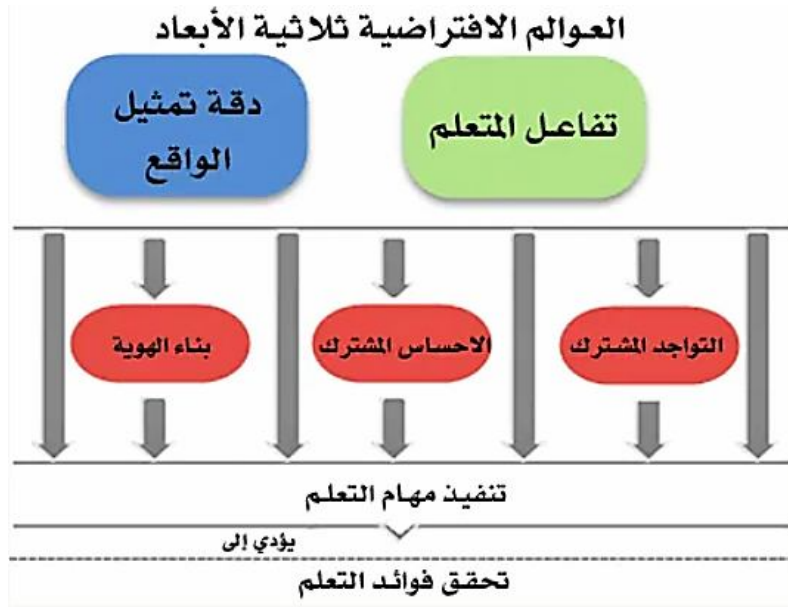 العوالم الافتراضية ثلاثية الأبعاد
تفاعل المتعلم
دقة تمثيل
الواقع
التواجد المشترك
الاحساس المشترك
بناء الهوية
تنفيذ مهام التعلم
يؤدي إلى
تحقق فوائد التعلم